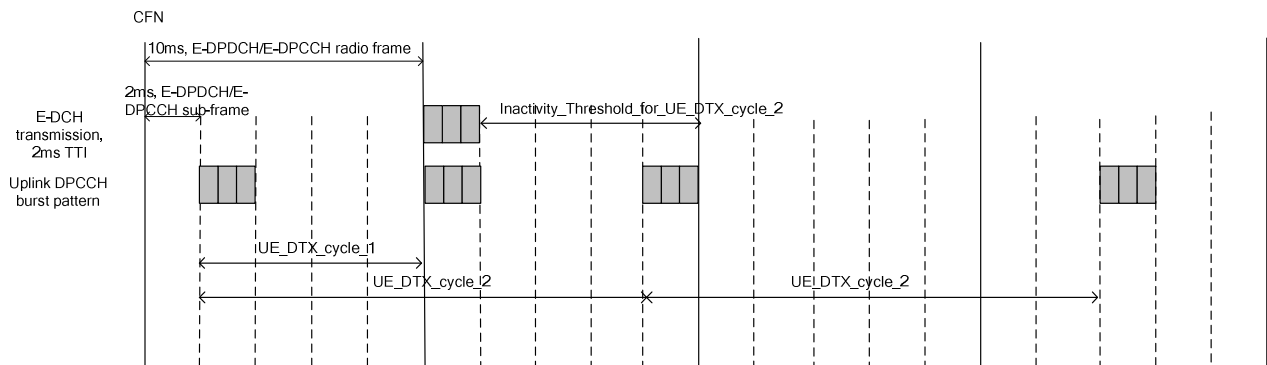 CFN
10ms, E-DPDCH/E-DPCCH radio frame
2ms, E-DPDCH/E-
DPCCH sub-frame
E-DCH
transmission,
2ms TTI
Inactivity_Threshold_for_UE_DTX_cycle_2
Uplink DPCCH
burst pattern
UE_DTX_cycle_1
UE_DTX_cycle_2
UE_DTX_cycle_2